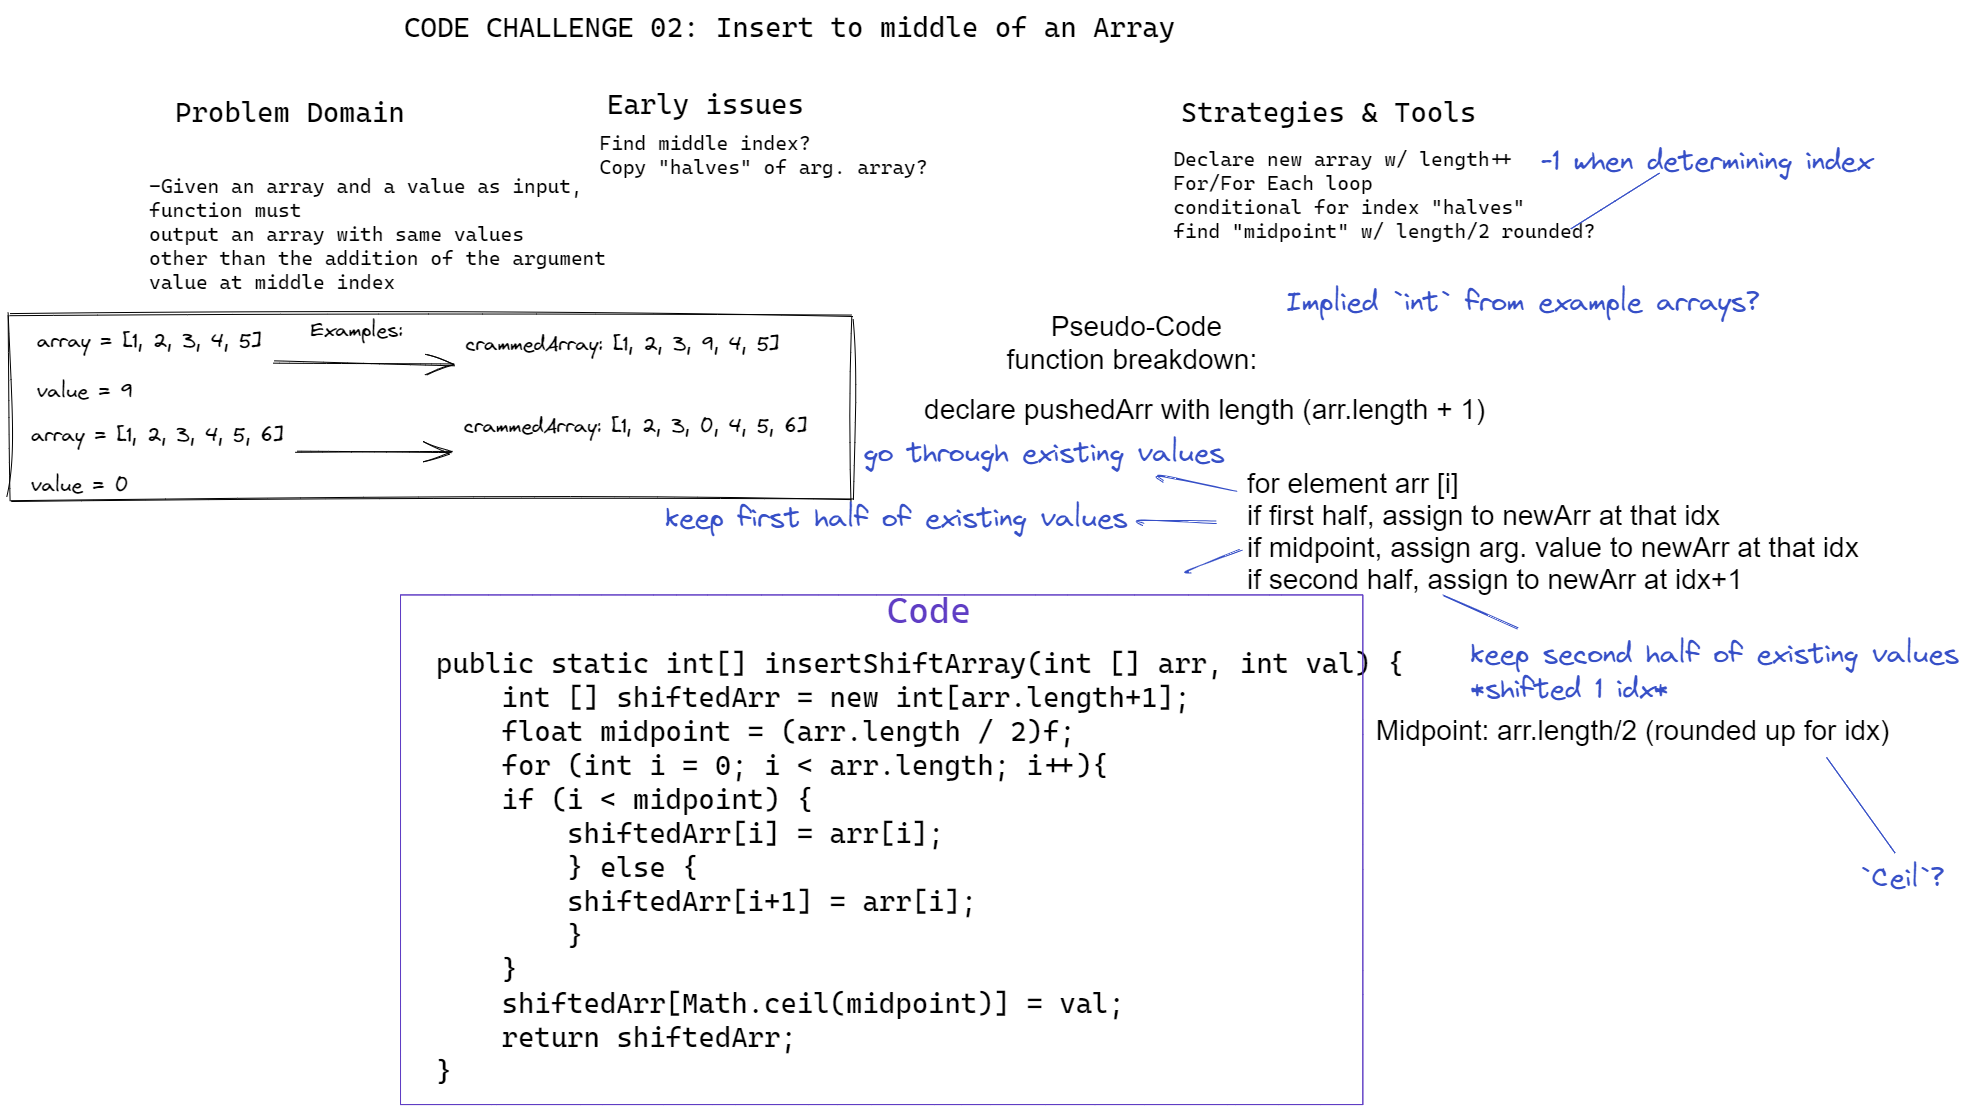 CODE CHALLENGE 02: Insert to middle of an Array
Problem Domain
-Given an array and a value as input,
function must
output an array with same values
other than the addition of the argument
value at middle index
Early issues
Find middle index?
Copy "halves" of arg. array?
Strategies & Tools
Declare new array w/ length++
For/For Each loop
conditional for index "halves"
find "midpoint" w/ length/2 rounded?
-1 when determining index
Implied `int` from example arrays?
Examples:
array = [1, 2, 3, 4, 5]
crammedArray: [1, 2, 3, 9, 4, 5]
value = 9
array = [1, 2, 3, 4, 5, 6]
crammedArray: [1, 2, 3, 0, 4, 5, 6]
value = 0
Pseudo-Code
function breakdown:
declare pushedArr with length (arr.length + 1)
go through existing values
for element arr [i]
keep first half of existing values
if first half, assign to newArr at that idx
if midpoint, assign arg. value to newArr at that idx
if second half, assign to newArr at idx+1
keep second half of existing values
*shifted 1 idx*
Midpoint: arr.length/2 (rounded up for idx)
`Ceil`?
Code
public static int[] insertShiftArray(int [] arr, int val) {
    int [] shiftedArr = new int[arr.length+1];
    float midpoint = (arr.length / 2)f;
    for (int i = 0; i < arr.length; i++){
    if (i < midpoint) {
        shiftedArr[i] = arr[i];
        } else {
        shiftedArr[i+1] = arr[i];
        }
    }
    shiftedArr[Math.ceil(midpoint)] = val;
    return shiftedArr;
}